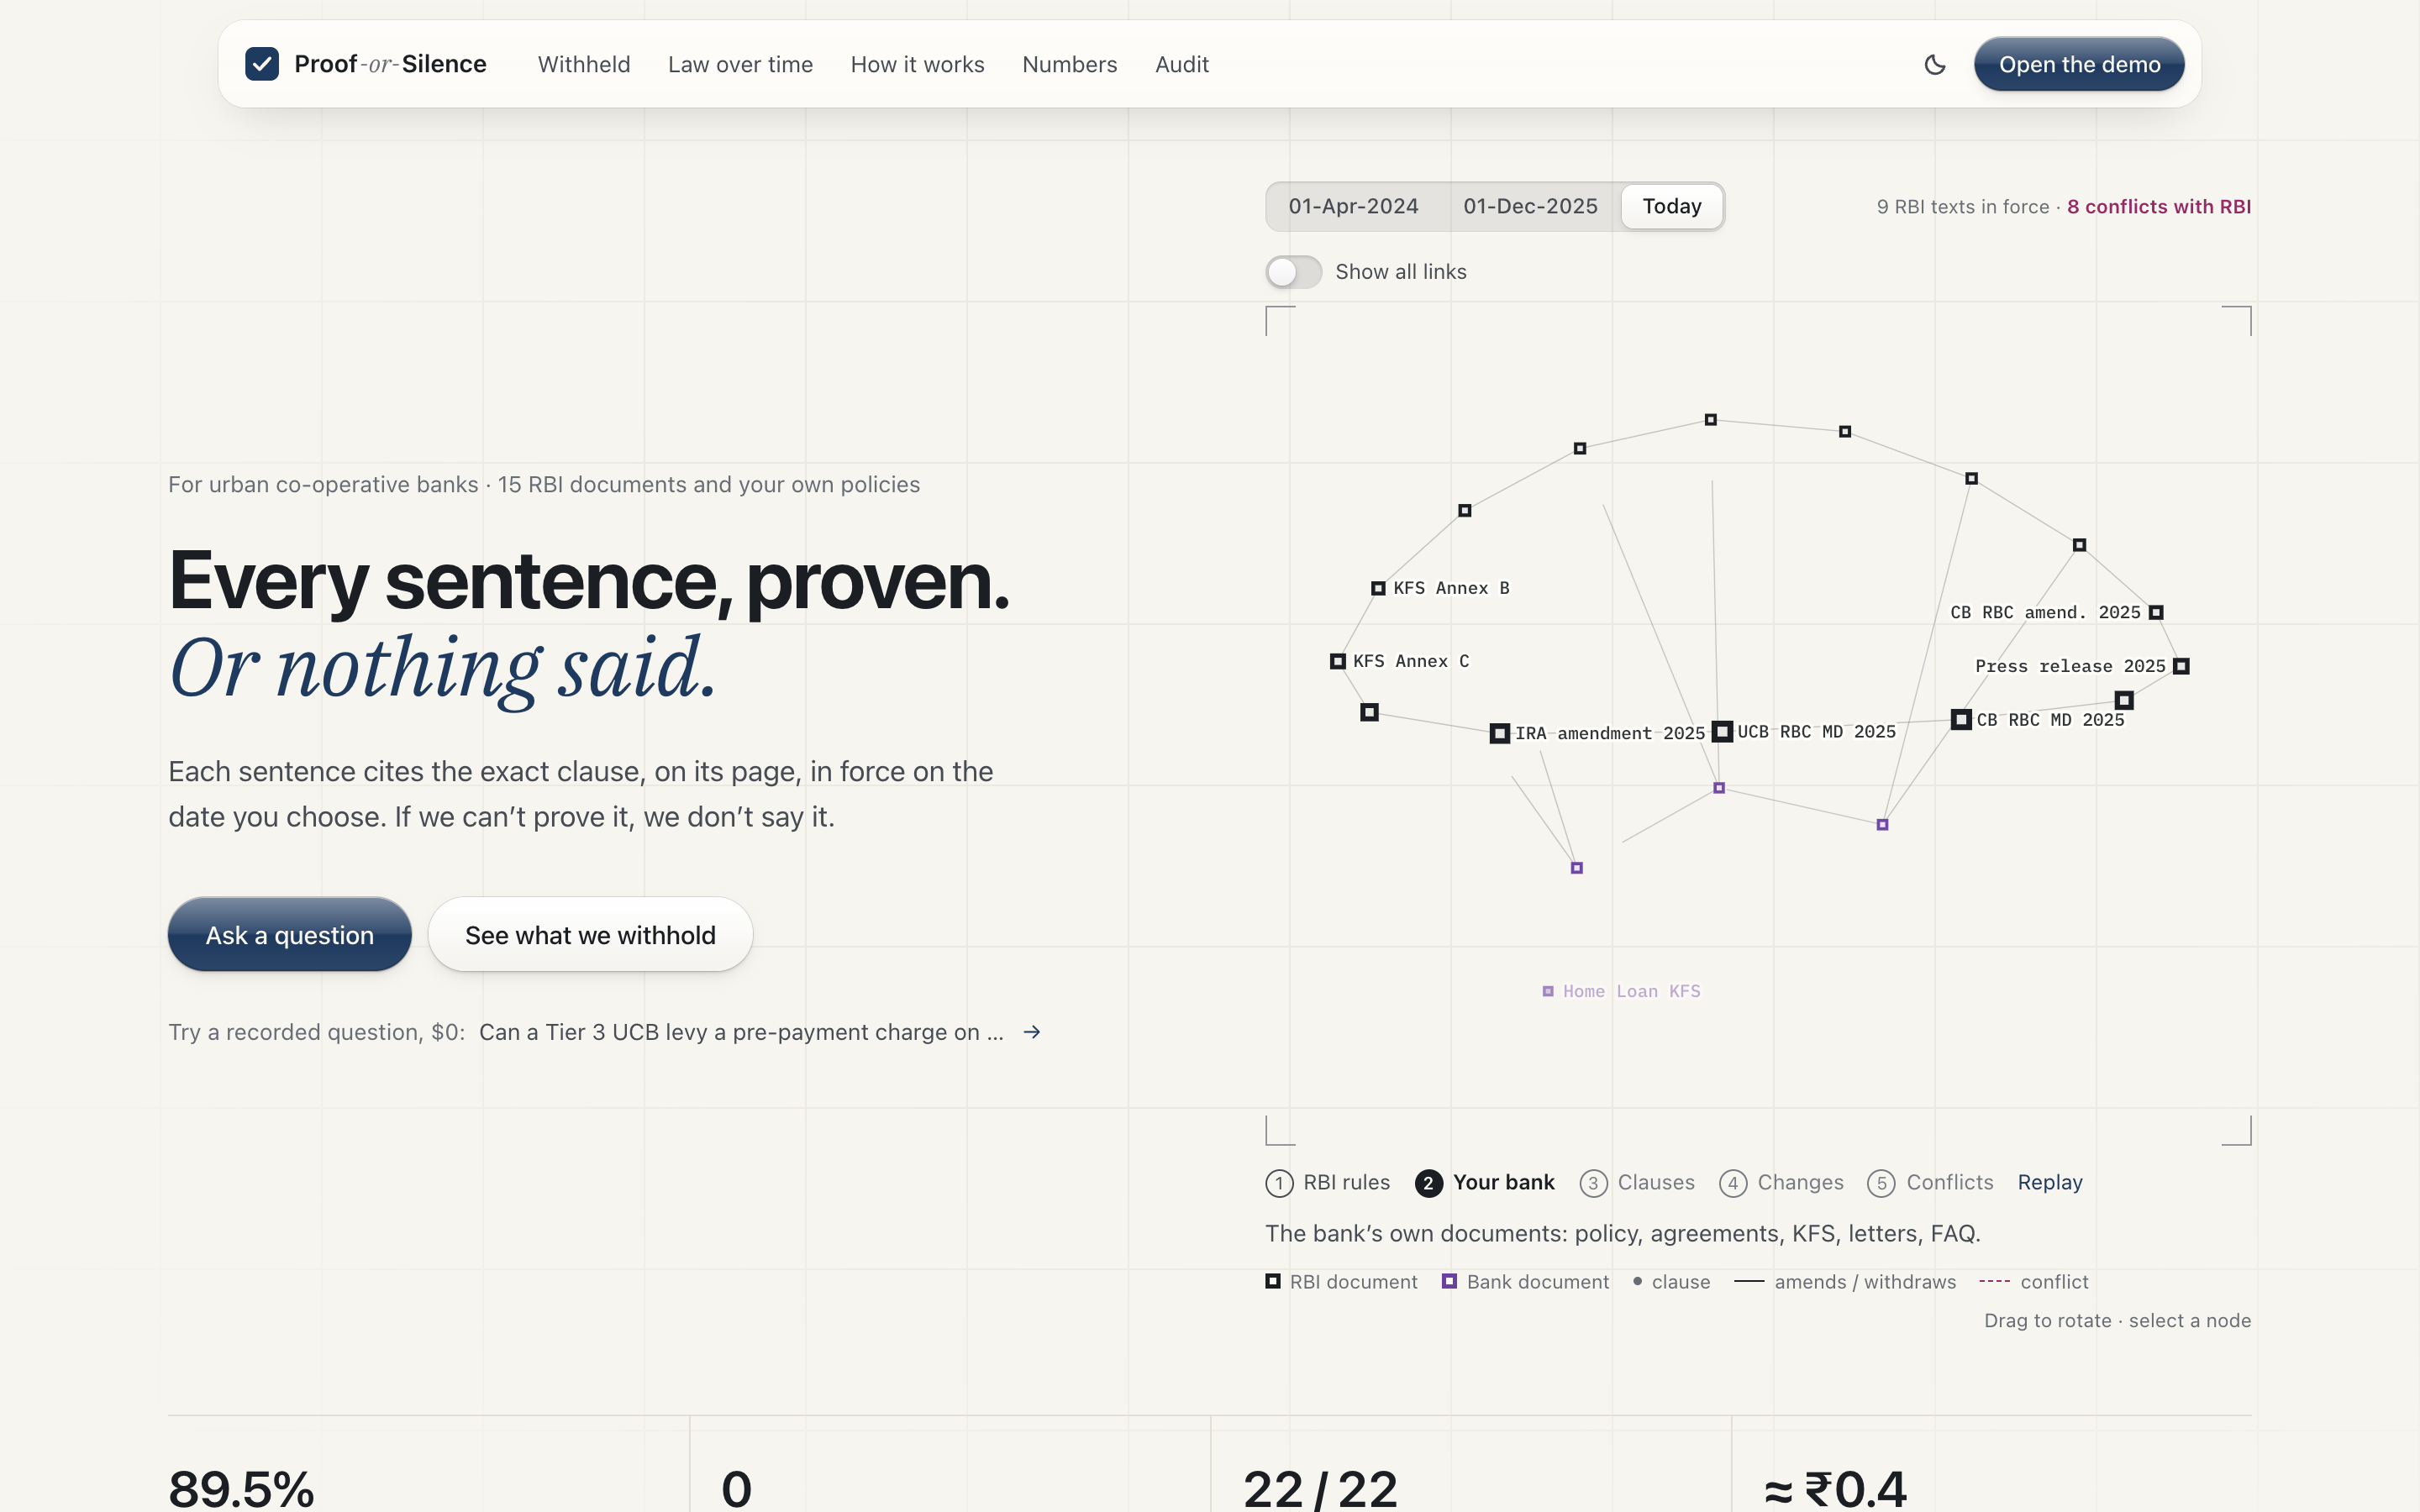 Proof-or-Silence
Withheld
Law over time
How it works
Numbers
Audit
Open the demo
01-Apr-2024
01-Dec-2025
Today
9 RBI texts in force · 8 conflicts with RBI
Show all links
For urban co-operative banks · 15 RBI documents and your own policies
Every sentence, proven.
Or nothing said.
Each sentence cites the exact clause, on its page, in force on the
date you choose. If we can’t prove it, we don’t say it.
Ask a question
See what we withhold
Try a recorded question, $0: Can a Tier 3 UCB levy a pre-payment charge on ... →
KFS Annex B
CB RBC amend. 2025
KFS Annex C
Press release 2025
IRA amendment 2025
UCB RBC MD 2025
CB RBC MD 2025
Home Loan KFS
1 RBI rules
2 Your bank
3 Clauses
4 Changes
5 Conflicts
Replay
The bank’s own documents: policy, agreements, KFS, letters, FAQ.
RBI document
Bank document
clause
amends / withdraws
conflict
Drag to rotate · select a node
89.5%
0
22 / 22
≈ ₹0.4